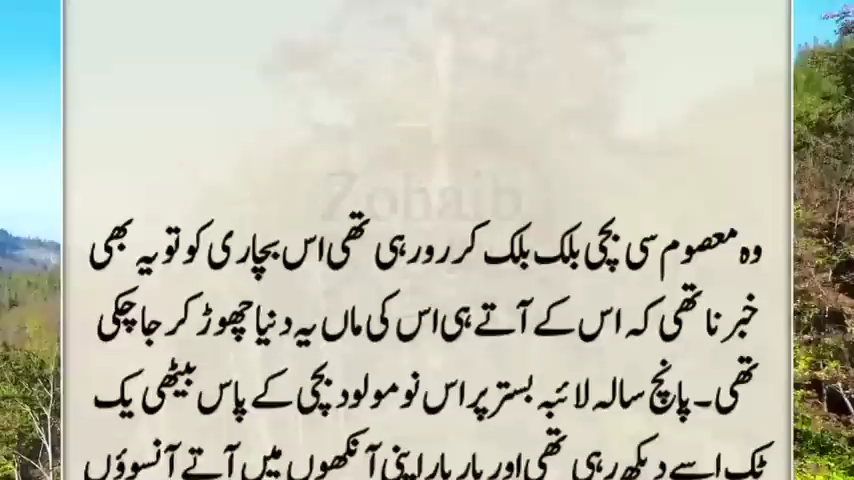 Zohaib
وہ معصوم سی بچی بلک بلک کر رو رہی تھی اس بچاری کو تو یہ بھی
خبر نا تھی کہ اس کے آتے ہی اس کی ماں یہ دنیا چھوڑ کر جا چکی
تھی۔ پانچ سالہ لائبہ بستر پر اس نومولود بچی کے پاس بیٹھی یک
ٹک اسے دیکھ رہی تھی اور بار بار اپنی آنکھوں میں آتے آنسوؤں